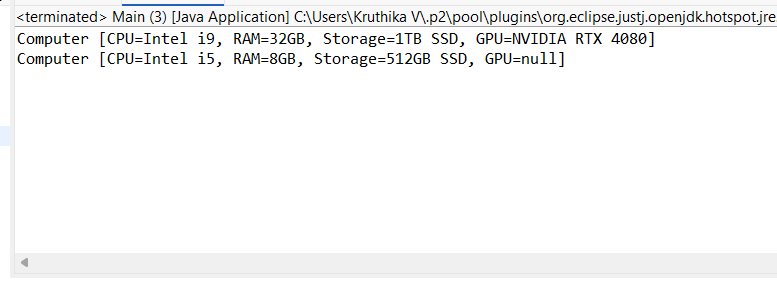 <terminated> Main (3) [Java Application] C:\Users\Kruthika V\.p2\pool\plugins\org.eclipse.justj.openjdk.hotspot.jre
Computer [CPU=Intel i9, RAM=32GB, Storage=1TB SSD, GPU=NVIDIA RTX 4080]
Computer [CPU=Intel i5, RAM=8GB, Storage=512GB SSD, GPU=null]